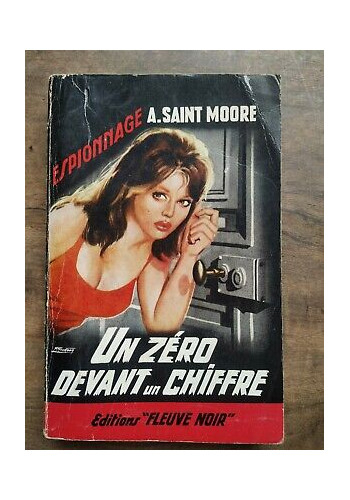 ESPIONNAGE
A. SAINT MOORE
UN ZÉRO
DEVANT un CHIFFRE
Editions "FLEUVE NOIR"